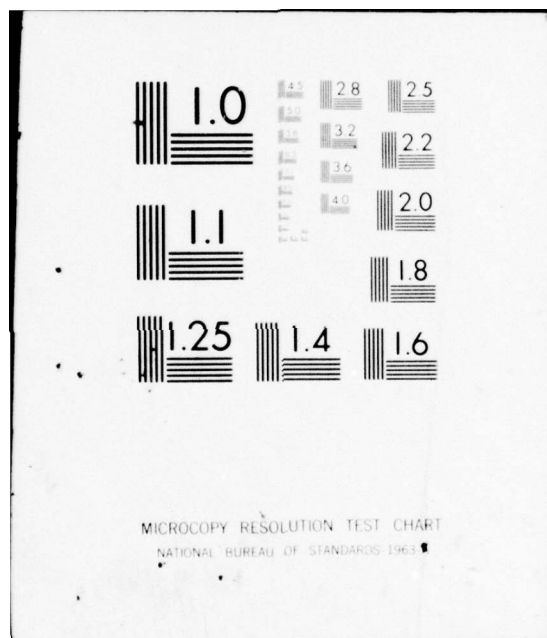 1.0
4.5 2.8 2.5
5.0
3.2 2.2
3.6
4.0 2.0
1.1
1.8
1.25 1.4 1.6
MICROCOPY RESOLUTION TEST CHART
NATIONAL BUREAU OF STANDARDS-1963